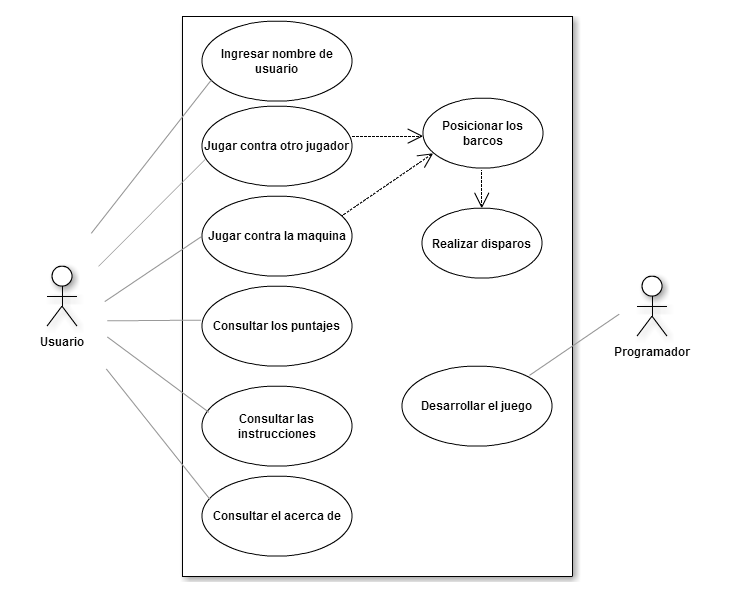 Ingresar nombre de
usuario
Jugar contra otro jugador
Posicionar los
barcos
Jugar contra la maquina
Realizar disparos
Usuario
Consultar los puntajes
Programador
Desarrollar el juego
Consultar las
instrucciones
Consultar el acerca de